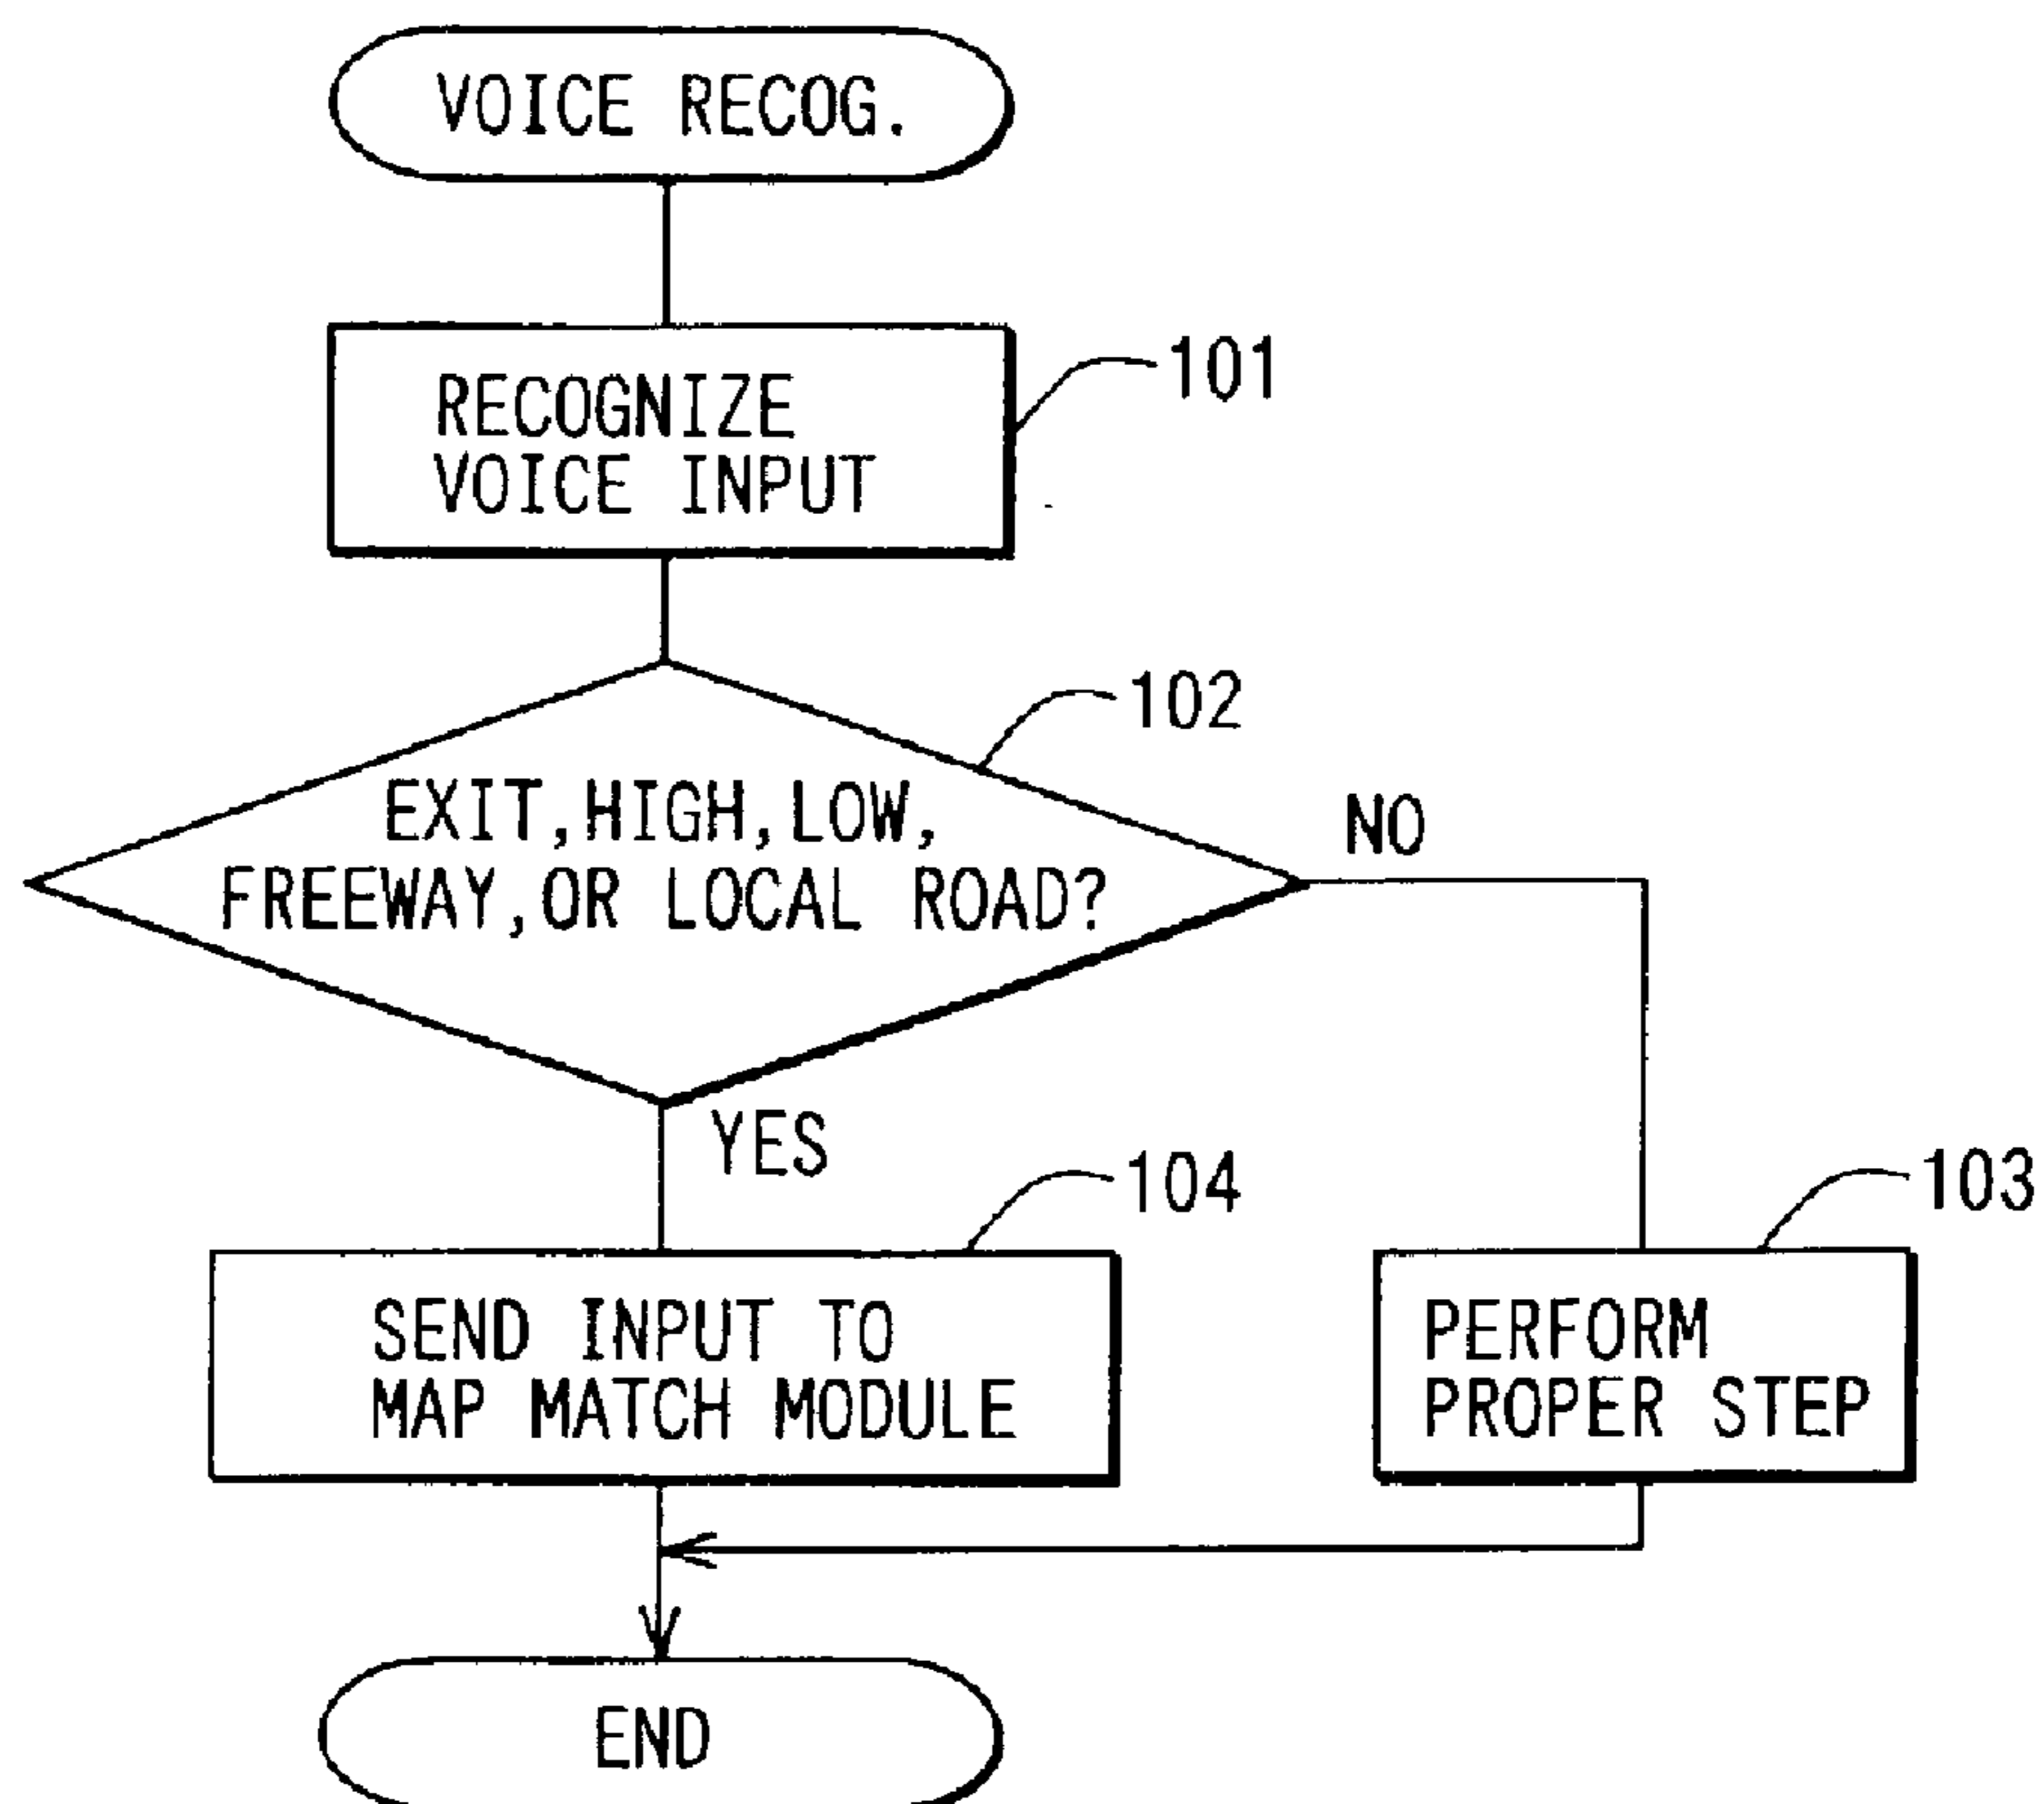 VOICE RECOG.
RECOGNIZE
VOICE INPUT
101
102
EXIT,HIGH,LOW,
FREEWAY,OR LOCAL ROAD?
NO
YES
104
103
SEND INPUT TO
MAP MATCH MODULE
PERFORM
PROPER STEP
END